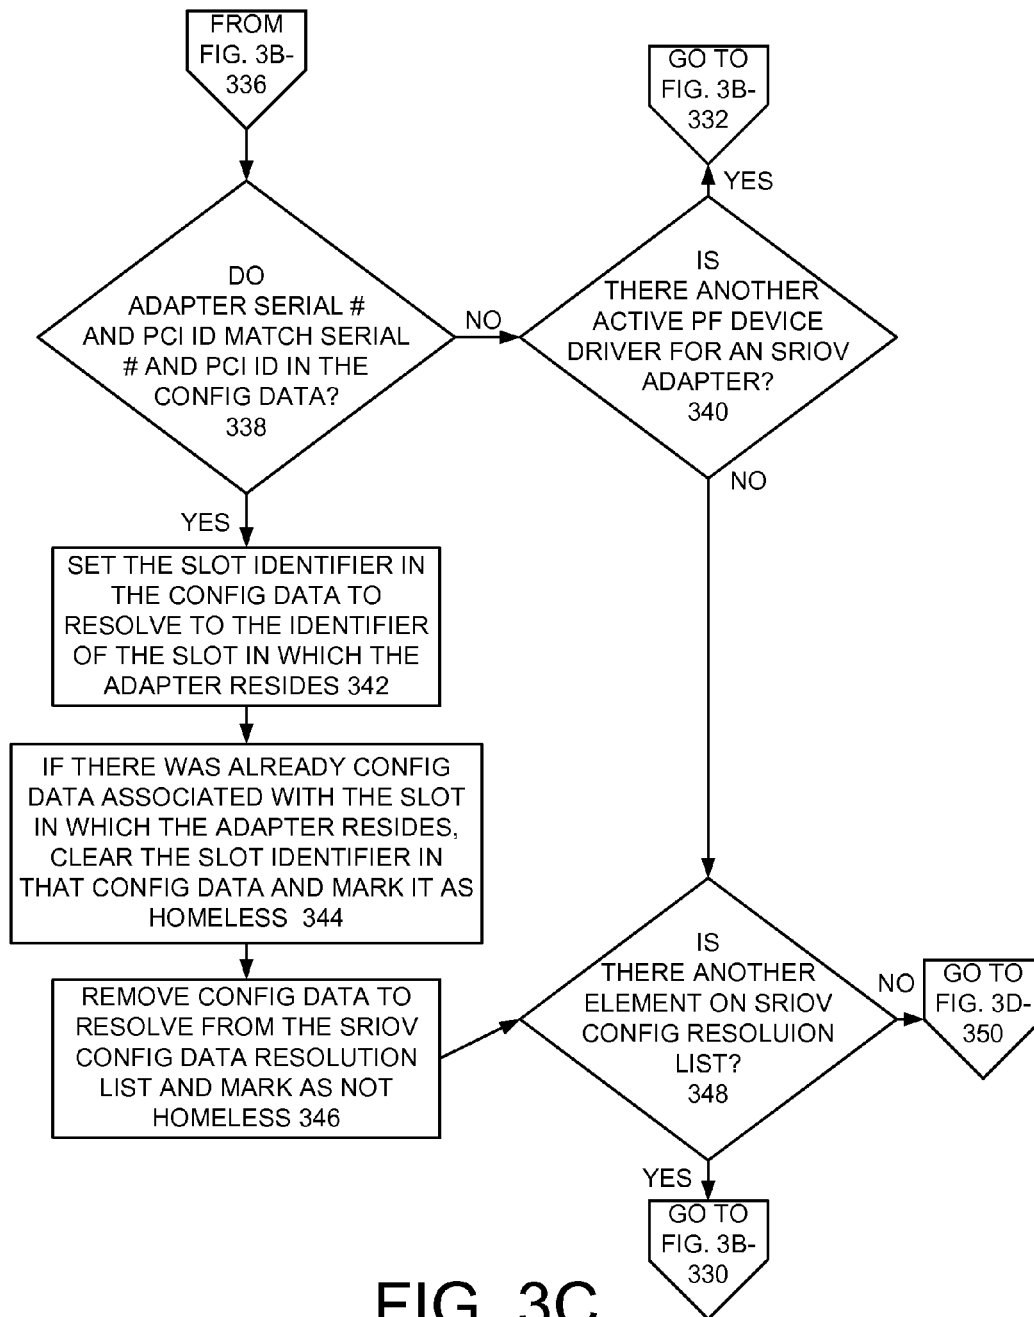 FROM
FIG. 3B-
336
GO TO
FIG. 3B-
332
YES
DO
ADAPTER SERIAL #
AND PCI ID MATCH SERIAL
# AND PCI ID IN THE
CONFIG DATA?
338
NO
IS
THERE ANOTHER
ACTIVE PF DEVICE
DRIVER FOR AN SRIOV
ADAPTER?
340
NO
YES
SET THE SLOT IDENTIFIER IN
THE CONFIG DATA TO
RESOLVE TO THE IDENTIFIER
OF THE SLOT IN WHICH THE
ADAPTER RESIDES 342
IF THERE WAS ALREADY CONFIG
DATA ASSOCIATED WITH THE SLOT
IN WHICH THE ADAPTER RESIDES,
CLEAR THE SLOT IDENTIFIER IN
THAT CONFIG DATA AND MARK IT AS
HOMELESS 344
REMOVE CONFIG DATA TO
RESOLVE FROM THE SRIOV
CONFIG DATA RESOLUTION
LIST AND MARK AS NOT
HOMELESS 346
IS
THERE ANOTHER
ELEMENT ON SRIOV
CONFIG RESOLUION
LIST?
348
NO
GO TO
FIG. 3D-
350
YES
GO TO
FIG. 3B-
330
FIG. 3C